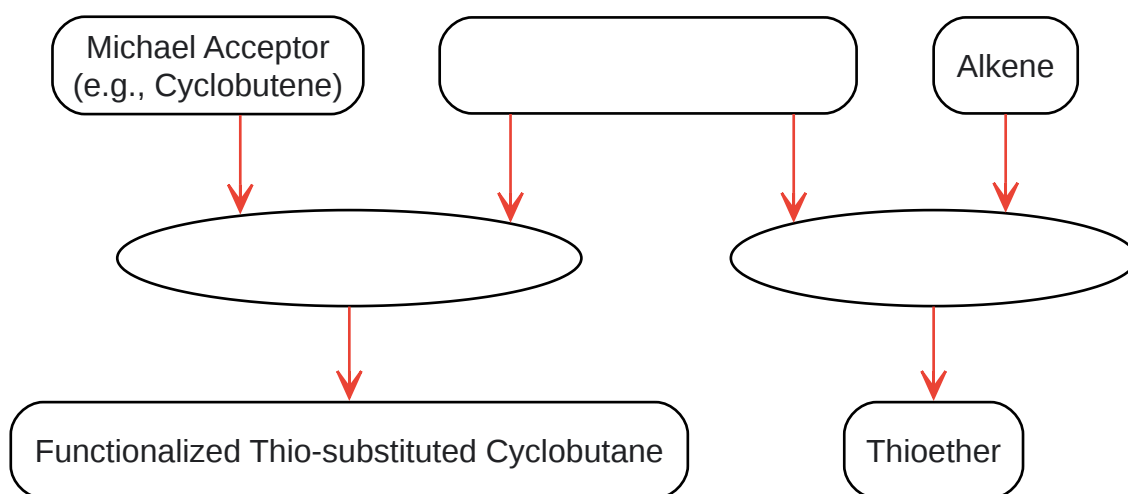 Michael Acceptor
(e.g., Cyclobutene)
Alkene
Functionalized Thio-substituted Cyclobutane
Thioether